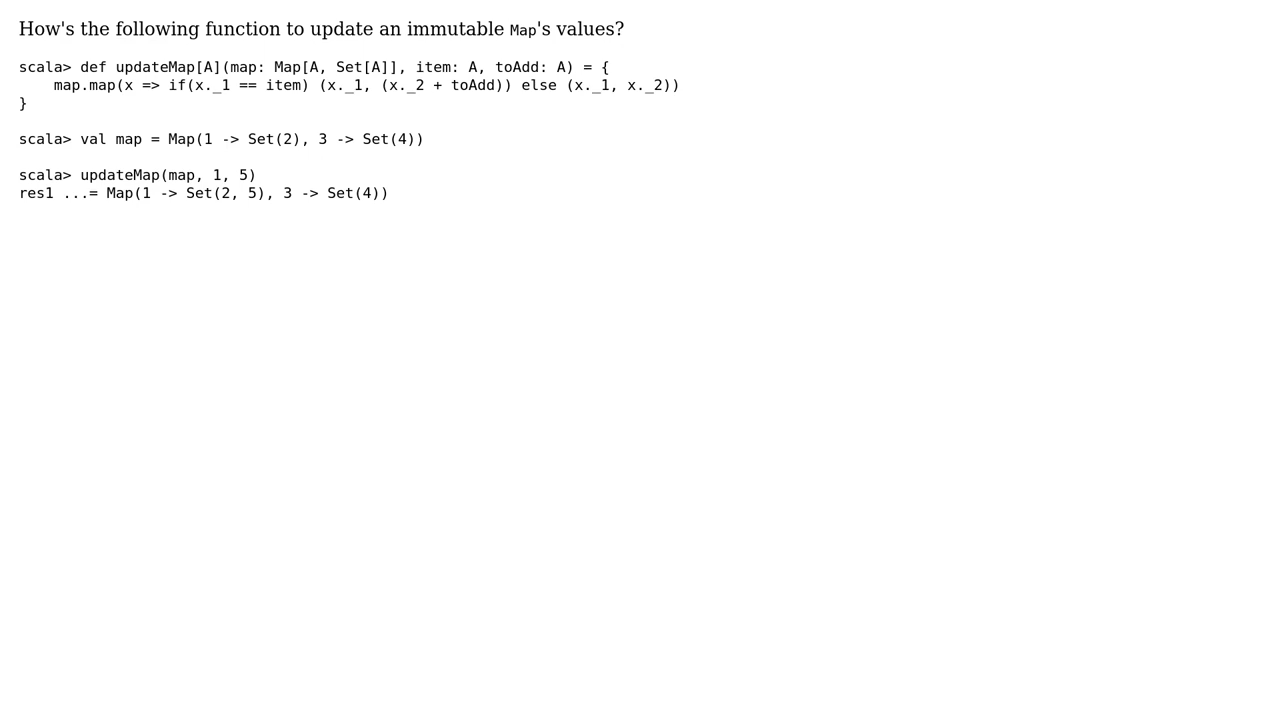 How's the following function to update an immutable Map's values?
scala> def updateMap[A](map: Map[A, Set[A]], item: A, toAdd: A) = {
    map.map(x => if(x._1 == item) (x._1, (x._2 + toAdd)) else (x._1, x._2))
}
scala> val map = Map(1 -> Set(2), 3 -> Set(4))
scala> updateMap(map, 1, 5)
res1 ...= Map(1 -> Set(2, 5), 3 -> Set(4))